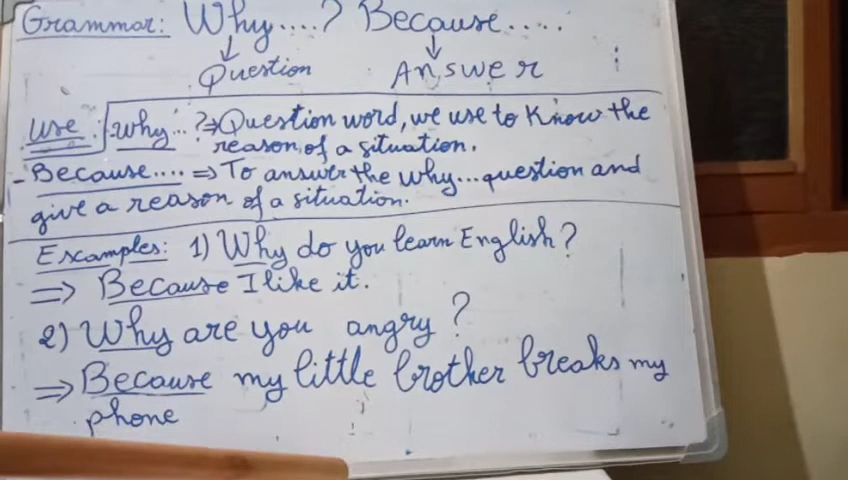 Grammar: Why....? Because.....
↓ ↓
Question Answer
Use: Why...? ⇒ Question word, we use to know the
reason of a situation.
- Because.... ⇒ To answer the why... question and
give a reason of a situation.
Examples: 1) Why do you learn English?
⇒ Because I like it.
2) Why are you angry?
⇒ Because my little brother breaks my
phone